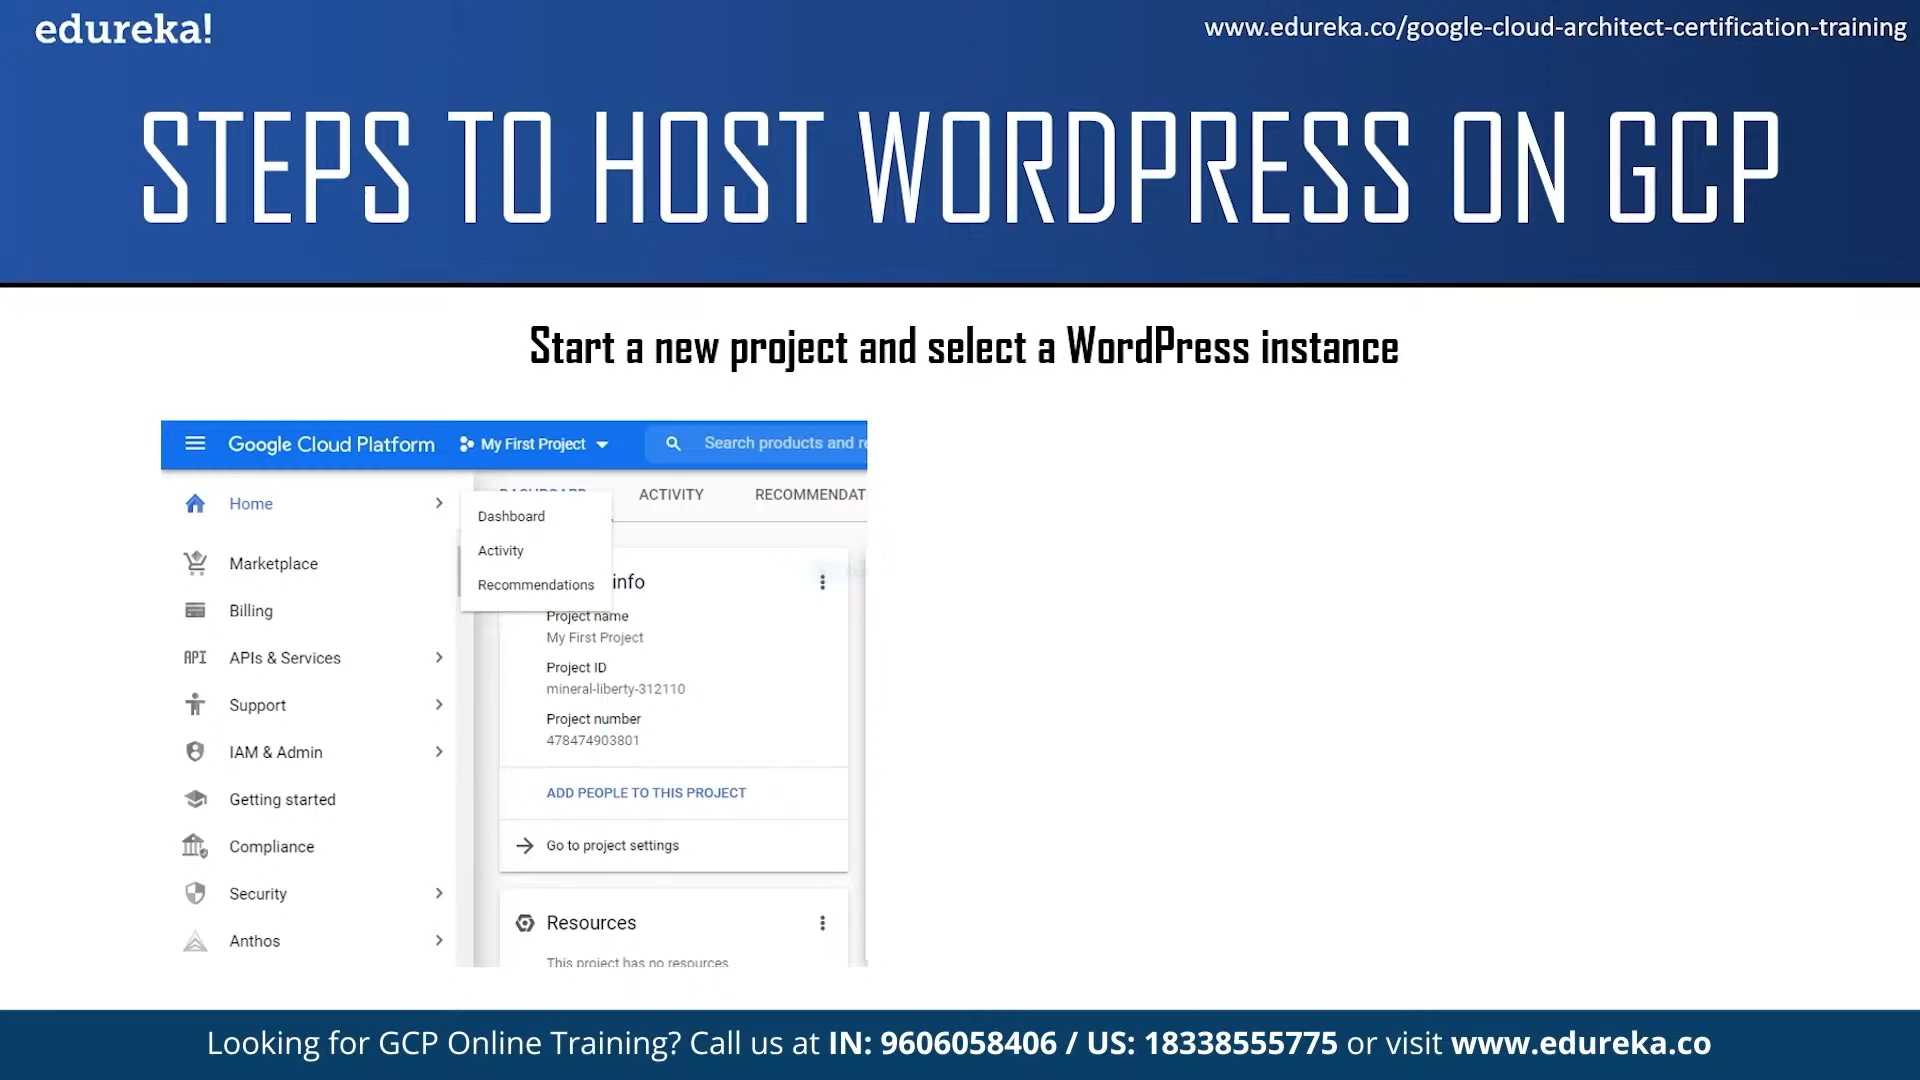 edureka!
www.edureka.co/google-cloud-architect-certification-training
STEPS TO HOST WORDPRESS ON GCP
Start a new project and select a WordPress instance
Google Cloud Platform
My First Project
Search products and re
Home
Marketplace
Billing
APIs & Services
Support
IAM & Admin
Getting started
Compliance
Security
Anthos
DASHBOARD
ACTIVITY
RECOMMENDAT
Dashboard
Activity
Recommendations
info
Project name
My First Project
Project ID
mineral-liberty-312110
Project number
478474903801
ADD PEOPLE TO THIS PROJECT
Go to project settings
Resources
This project has no resources
Looking for GCP Online Training? Call us at IN: 9606058406 / US: 18338555775 or visit www.edureka.co